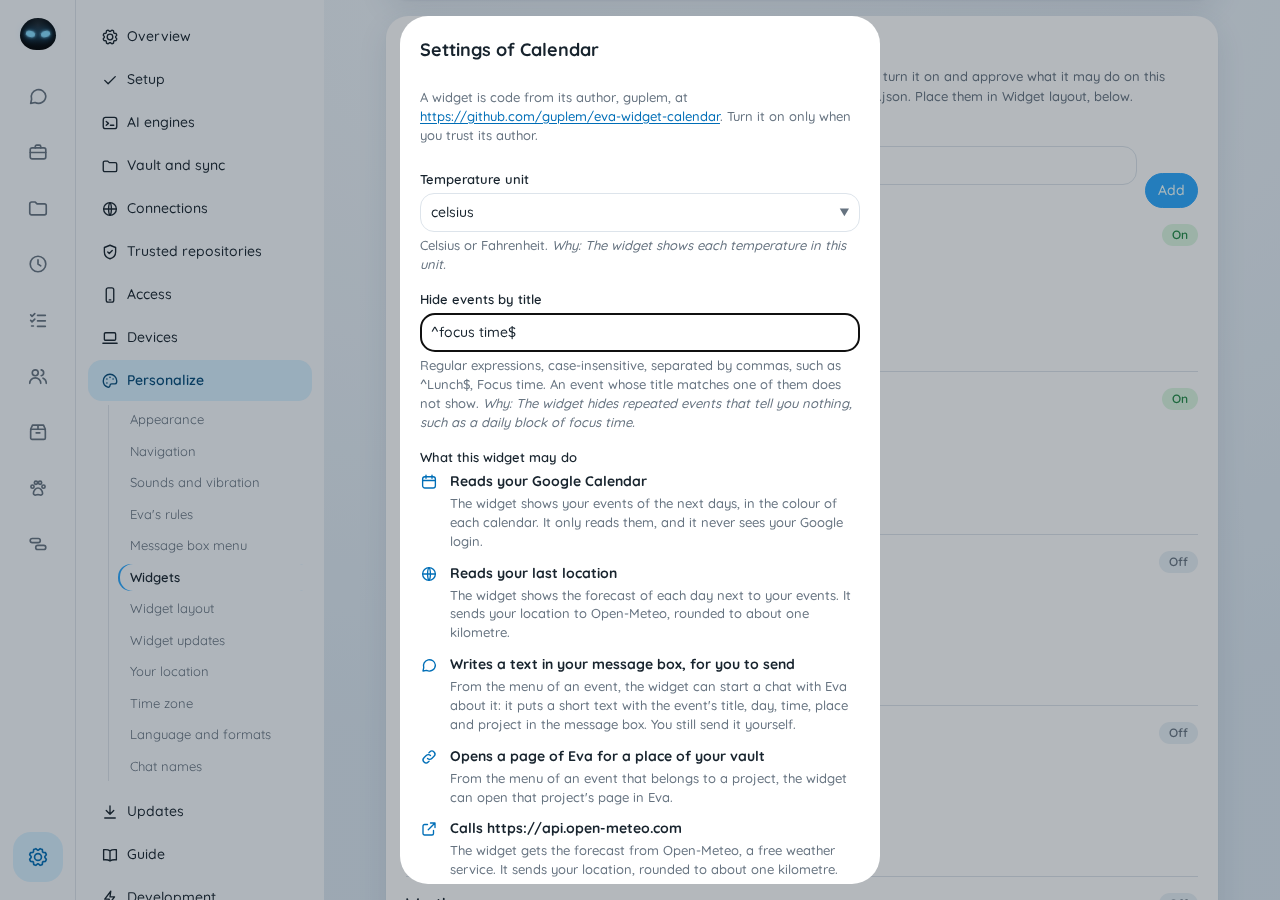 Overview
Setup
AI engines
Vault and sync
Connections
Trusted repositories
Access
Devices
Personalize
Appearance
Navigation
Sounds and vibration
Eva's rules
Message box menu
Widgets
Widget layout
Widget updates
Your location
Time zone
Language and formats
Chat names
Updates
Guide
Development
Settings of Calendar
A widget is code from its author, guplem, at
https://github.com/guplem/eva-widget-calendar. Turn it on only when
you trust its author.
Temperature unit
celsius
Celsius or Fahrenheit. Why: The widget shows each temperature in this
unit.
Hide events by title
^focus time$
Regular expressions, case-insensitive, separated by commas, such as
^Lunch$, Focus time. An event whose title matches one of them does
not show. Why: The widget hides repeated events that tell you nothing,
such as a daily block of focus time.
What this widget may do
Reads your Google Calendar
The widget shows your events of the next days, in the colour of
each calendar. It only reads them, and it never sees your Google
login.
Reads your last location
The widget shows the forecast of each day next to your events. It
sends your location to Open-Meteo, rounded to about one
kilometre.
Writes a text in your message box, for you to send
From the menu of an event, the widget can start a chat with Eva
about it: it puts a short text with the event's title, day, time, place
and project in the message box. You still send it yourself.
Opens a page of Eva for a place of your vault
From the menu of an event that belongs to a project, the widget
can open that project's page in Eva.
Calls https://api.open-meteo.com
The widget gets the forecast from Open-Meteo, a free weather
service. It sends your location, rounded to about one kilometre.
turn it on and approve what it may do on this
.json. Place them in Widget layout, below.
Add
On
On
Off
Off